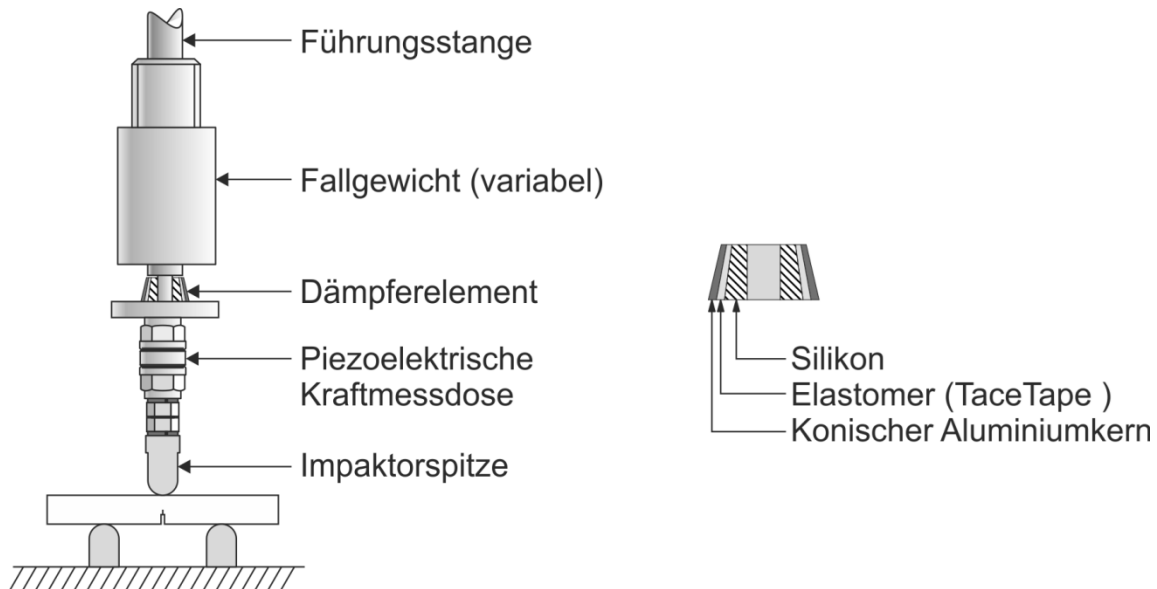 Führungsstange
Fallgewicht (variabel)
Dämpferelement
Piezoelektrische
Kraftmessdose
Impaktorspitze
Silikon
Elastomer (TaceTape )
Konischer Aluminiumkern